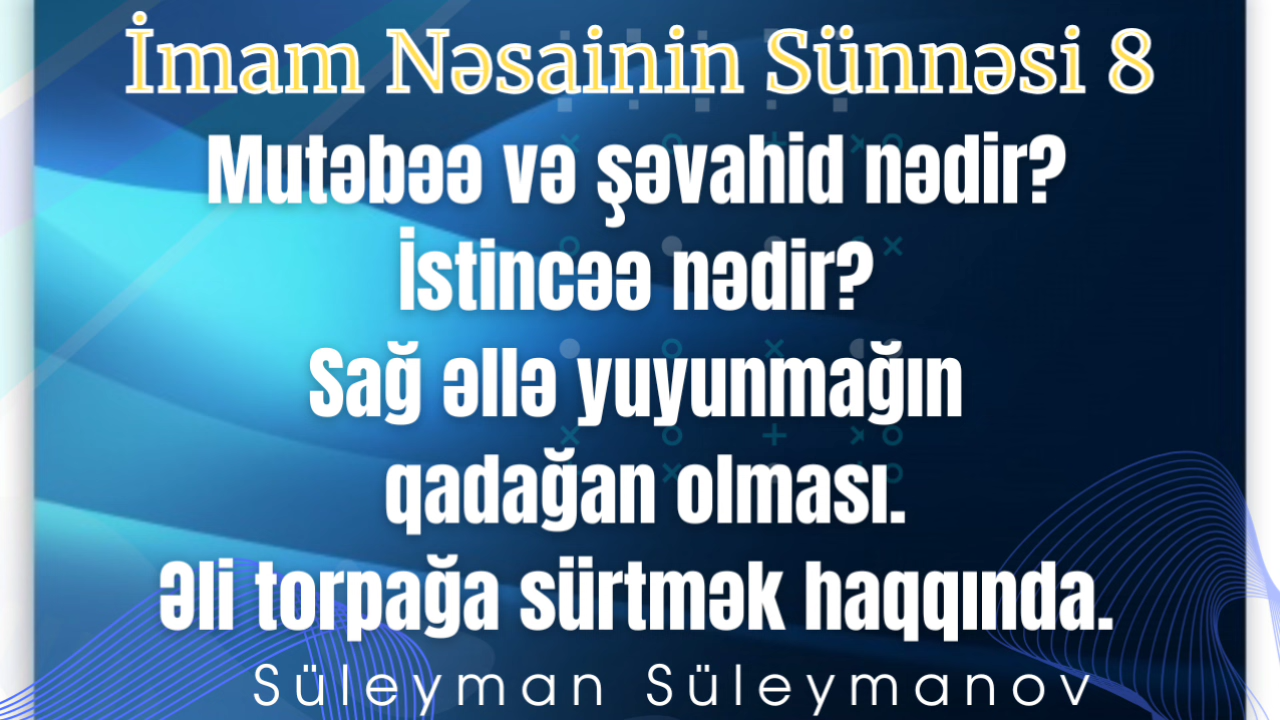 İmam Nəsainin Sünnəsi 8
Mutəbəə və şəvahid nədir?
İstincəə nədir?
Sağ əllə yuyunmağın
qadağan olması.
Əli torpağa sürtmək haqqında.
Süleyman Süleymanov